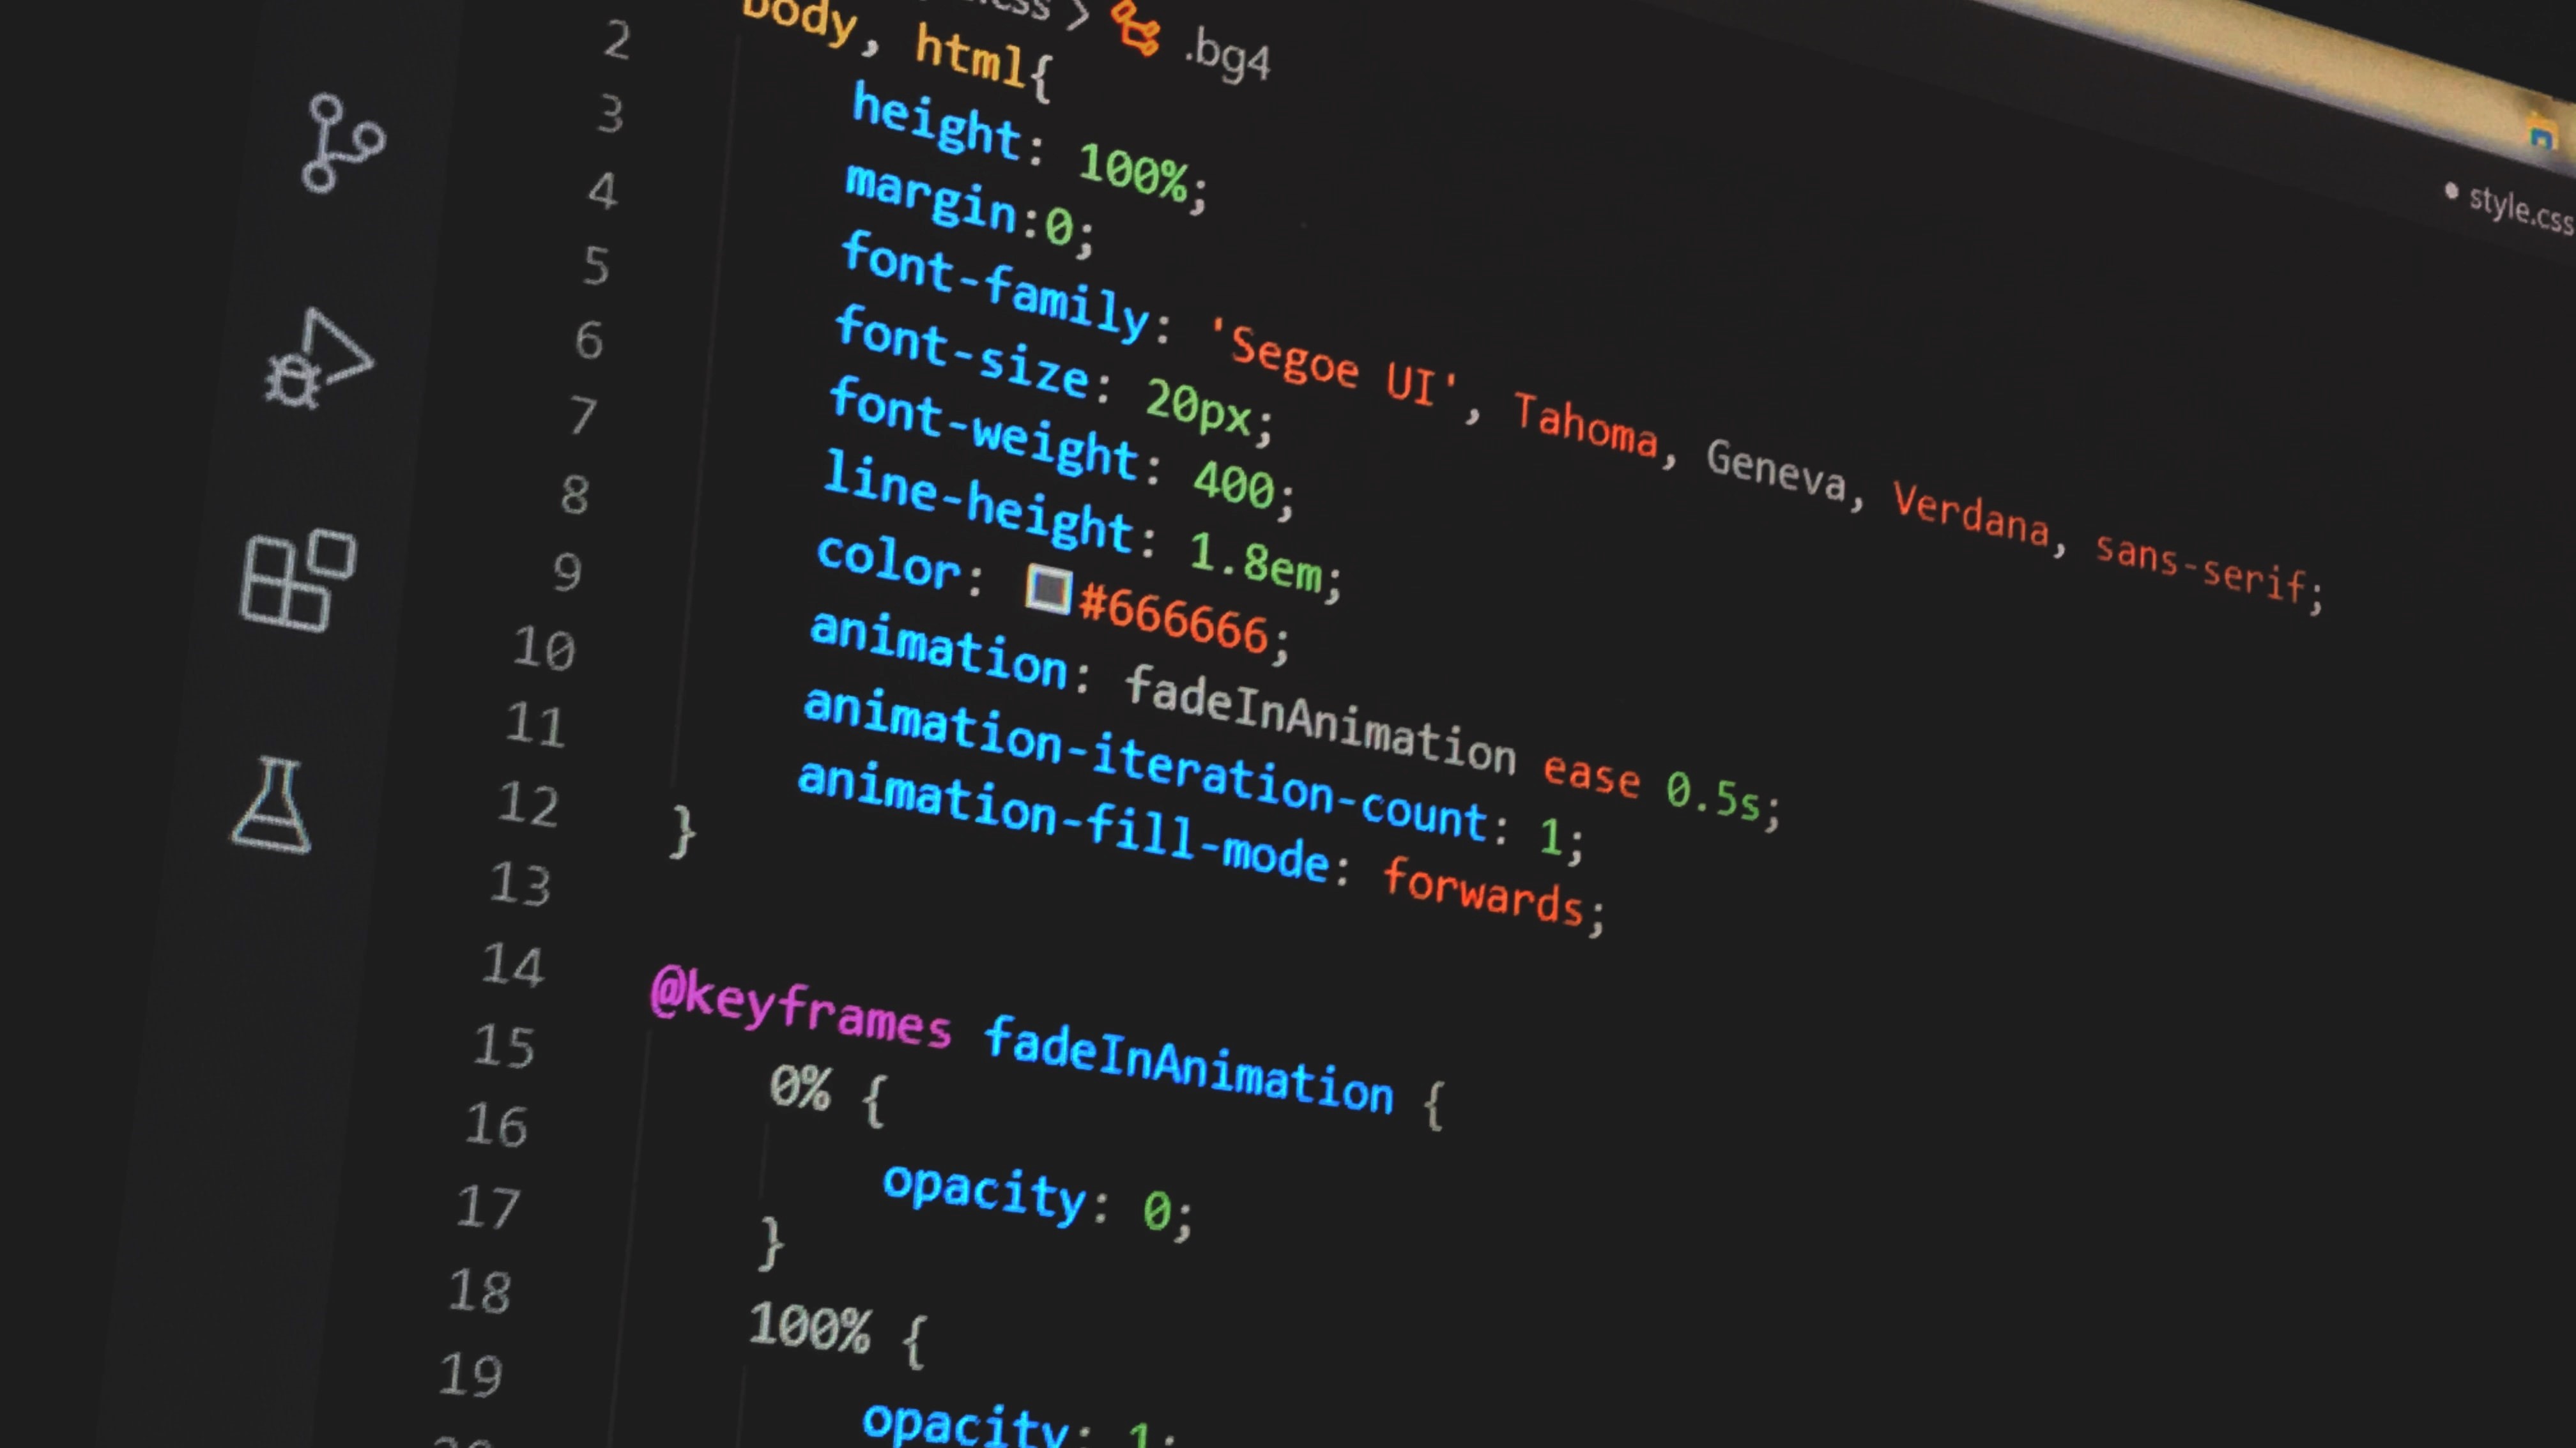 .css > .bg4
style.css
2 body, html{
3 height: 100%;
4 margin:0;
5 font-family: 'Segoe UI', Tahoma, Geneva, Verdana, sans-serif;
6 font-size: 20px;
7 font-weight: 400;
8 line-height: 1.8em;
9 color: #666666;
10 animation: fadeInAnimation ease 0.5s;
11 animation-iteration-count: 1;
12 animation-fill-mode: forwards;
13 }
14
15 @keyframes fadeInAnimation {
16 0% {
17 opacity: 0;
18 }
19 100% {
opacity: 1;